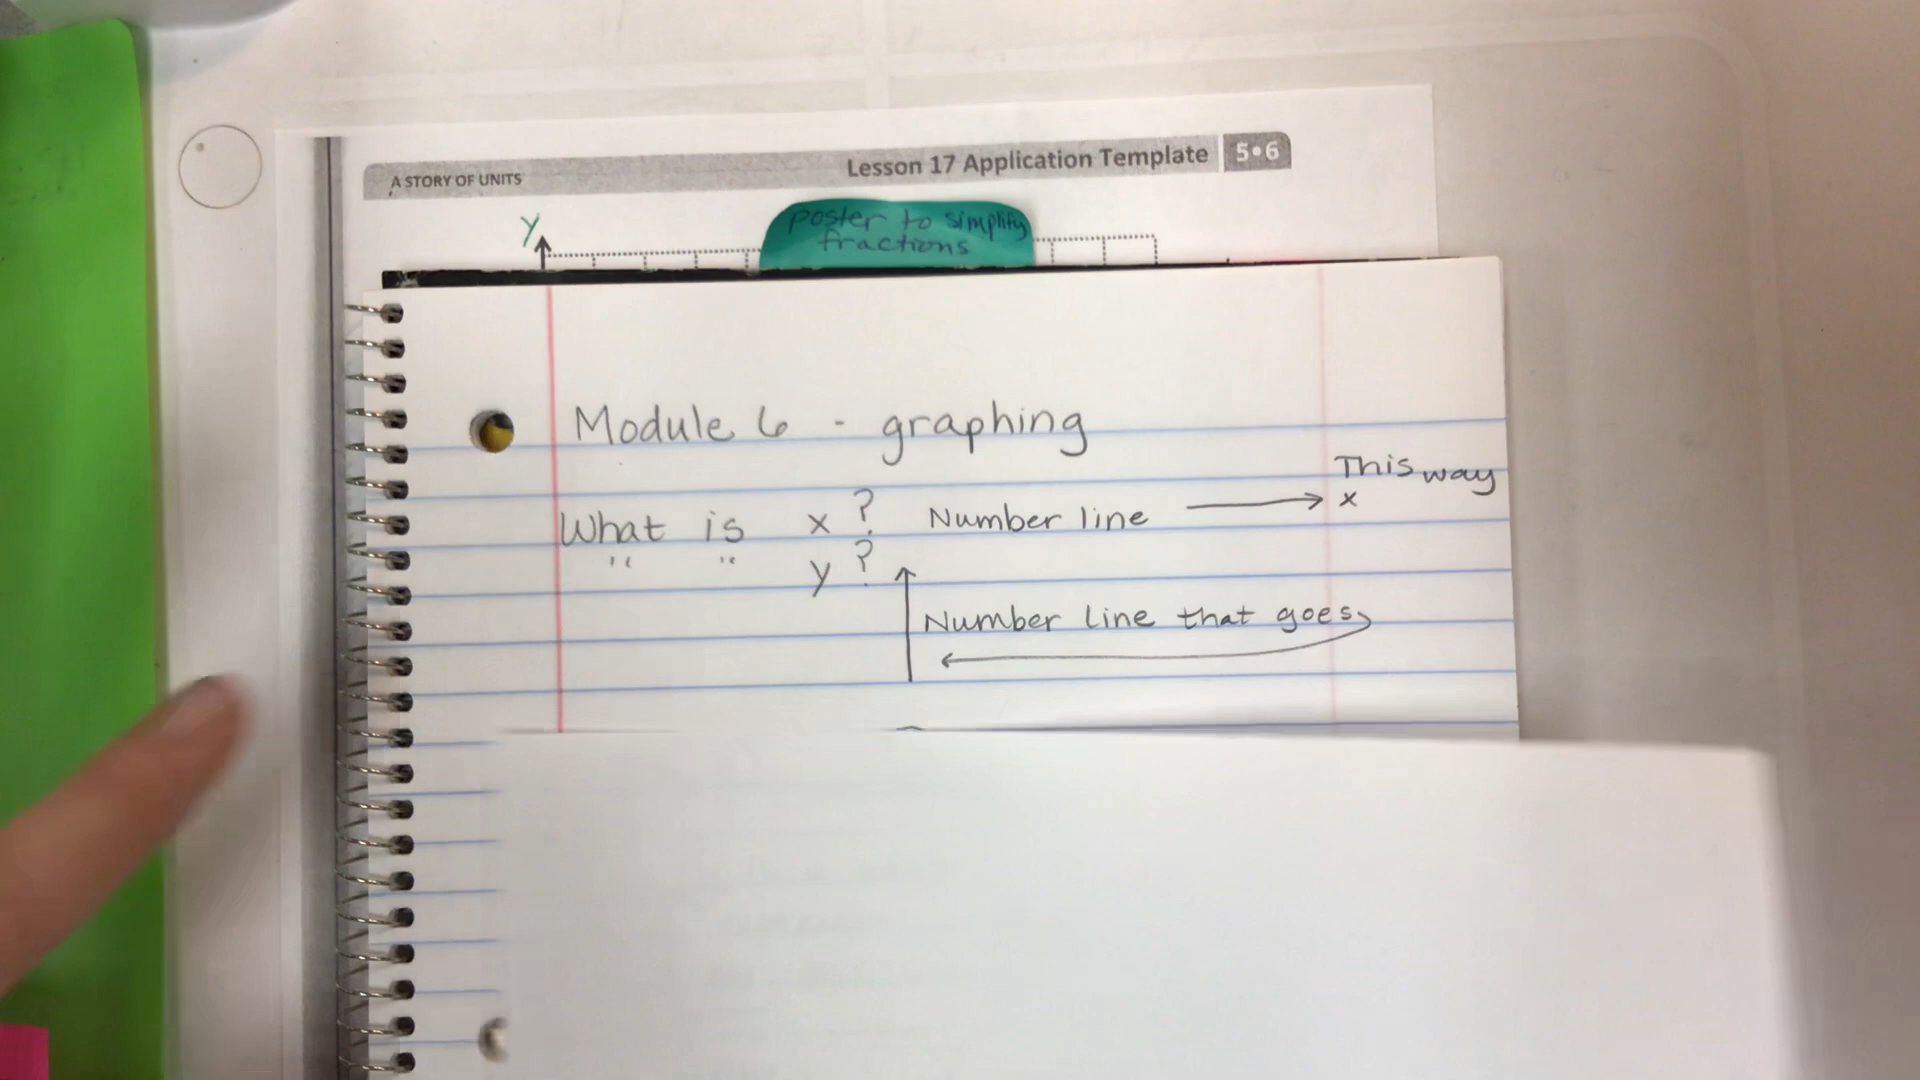 A STORY OF UNITS
Lesson 17 Application Template 5•6
Y
poster to simplify
fractions
Module 6 - graphing
This way
What is x? Number line x
" " y?
Number line that goes